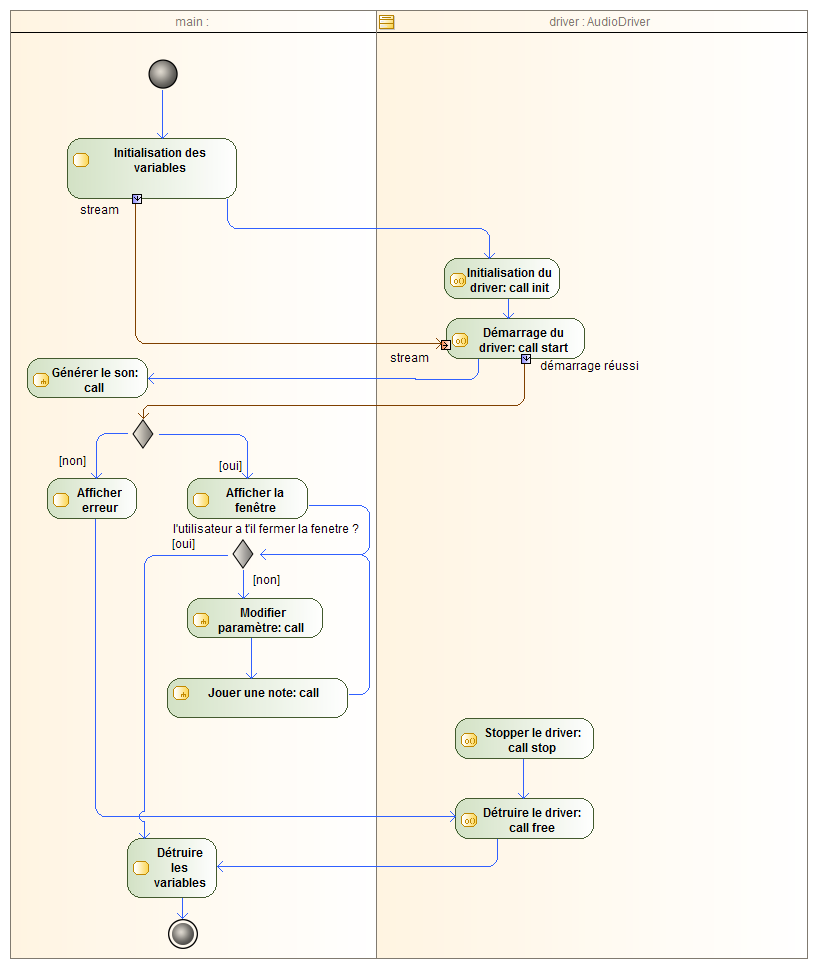 main :
driver : AudioDriver
Initialisation des
variables
stream
Initialisation du
driver: call init
Démarrage du
driver: call start
stream
démarrage réussi
Générer le son:
call
[non]
[oui]
Afficher
erreur
Afficher la
fenêtre
l'utilisateur a t'il fermer la fenetre ?
[oui]
[non]
Modifier
paramètre: call
Jouer une note: call
Stopper le driver:
call stop
Détruire le driver:
call free
Détruire
les
variables